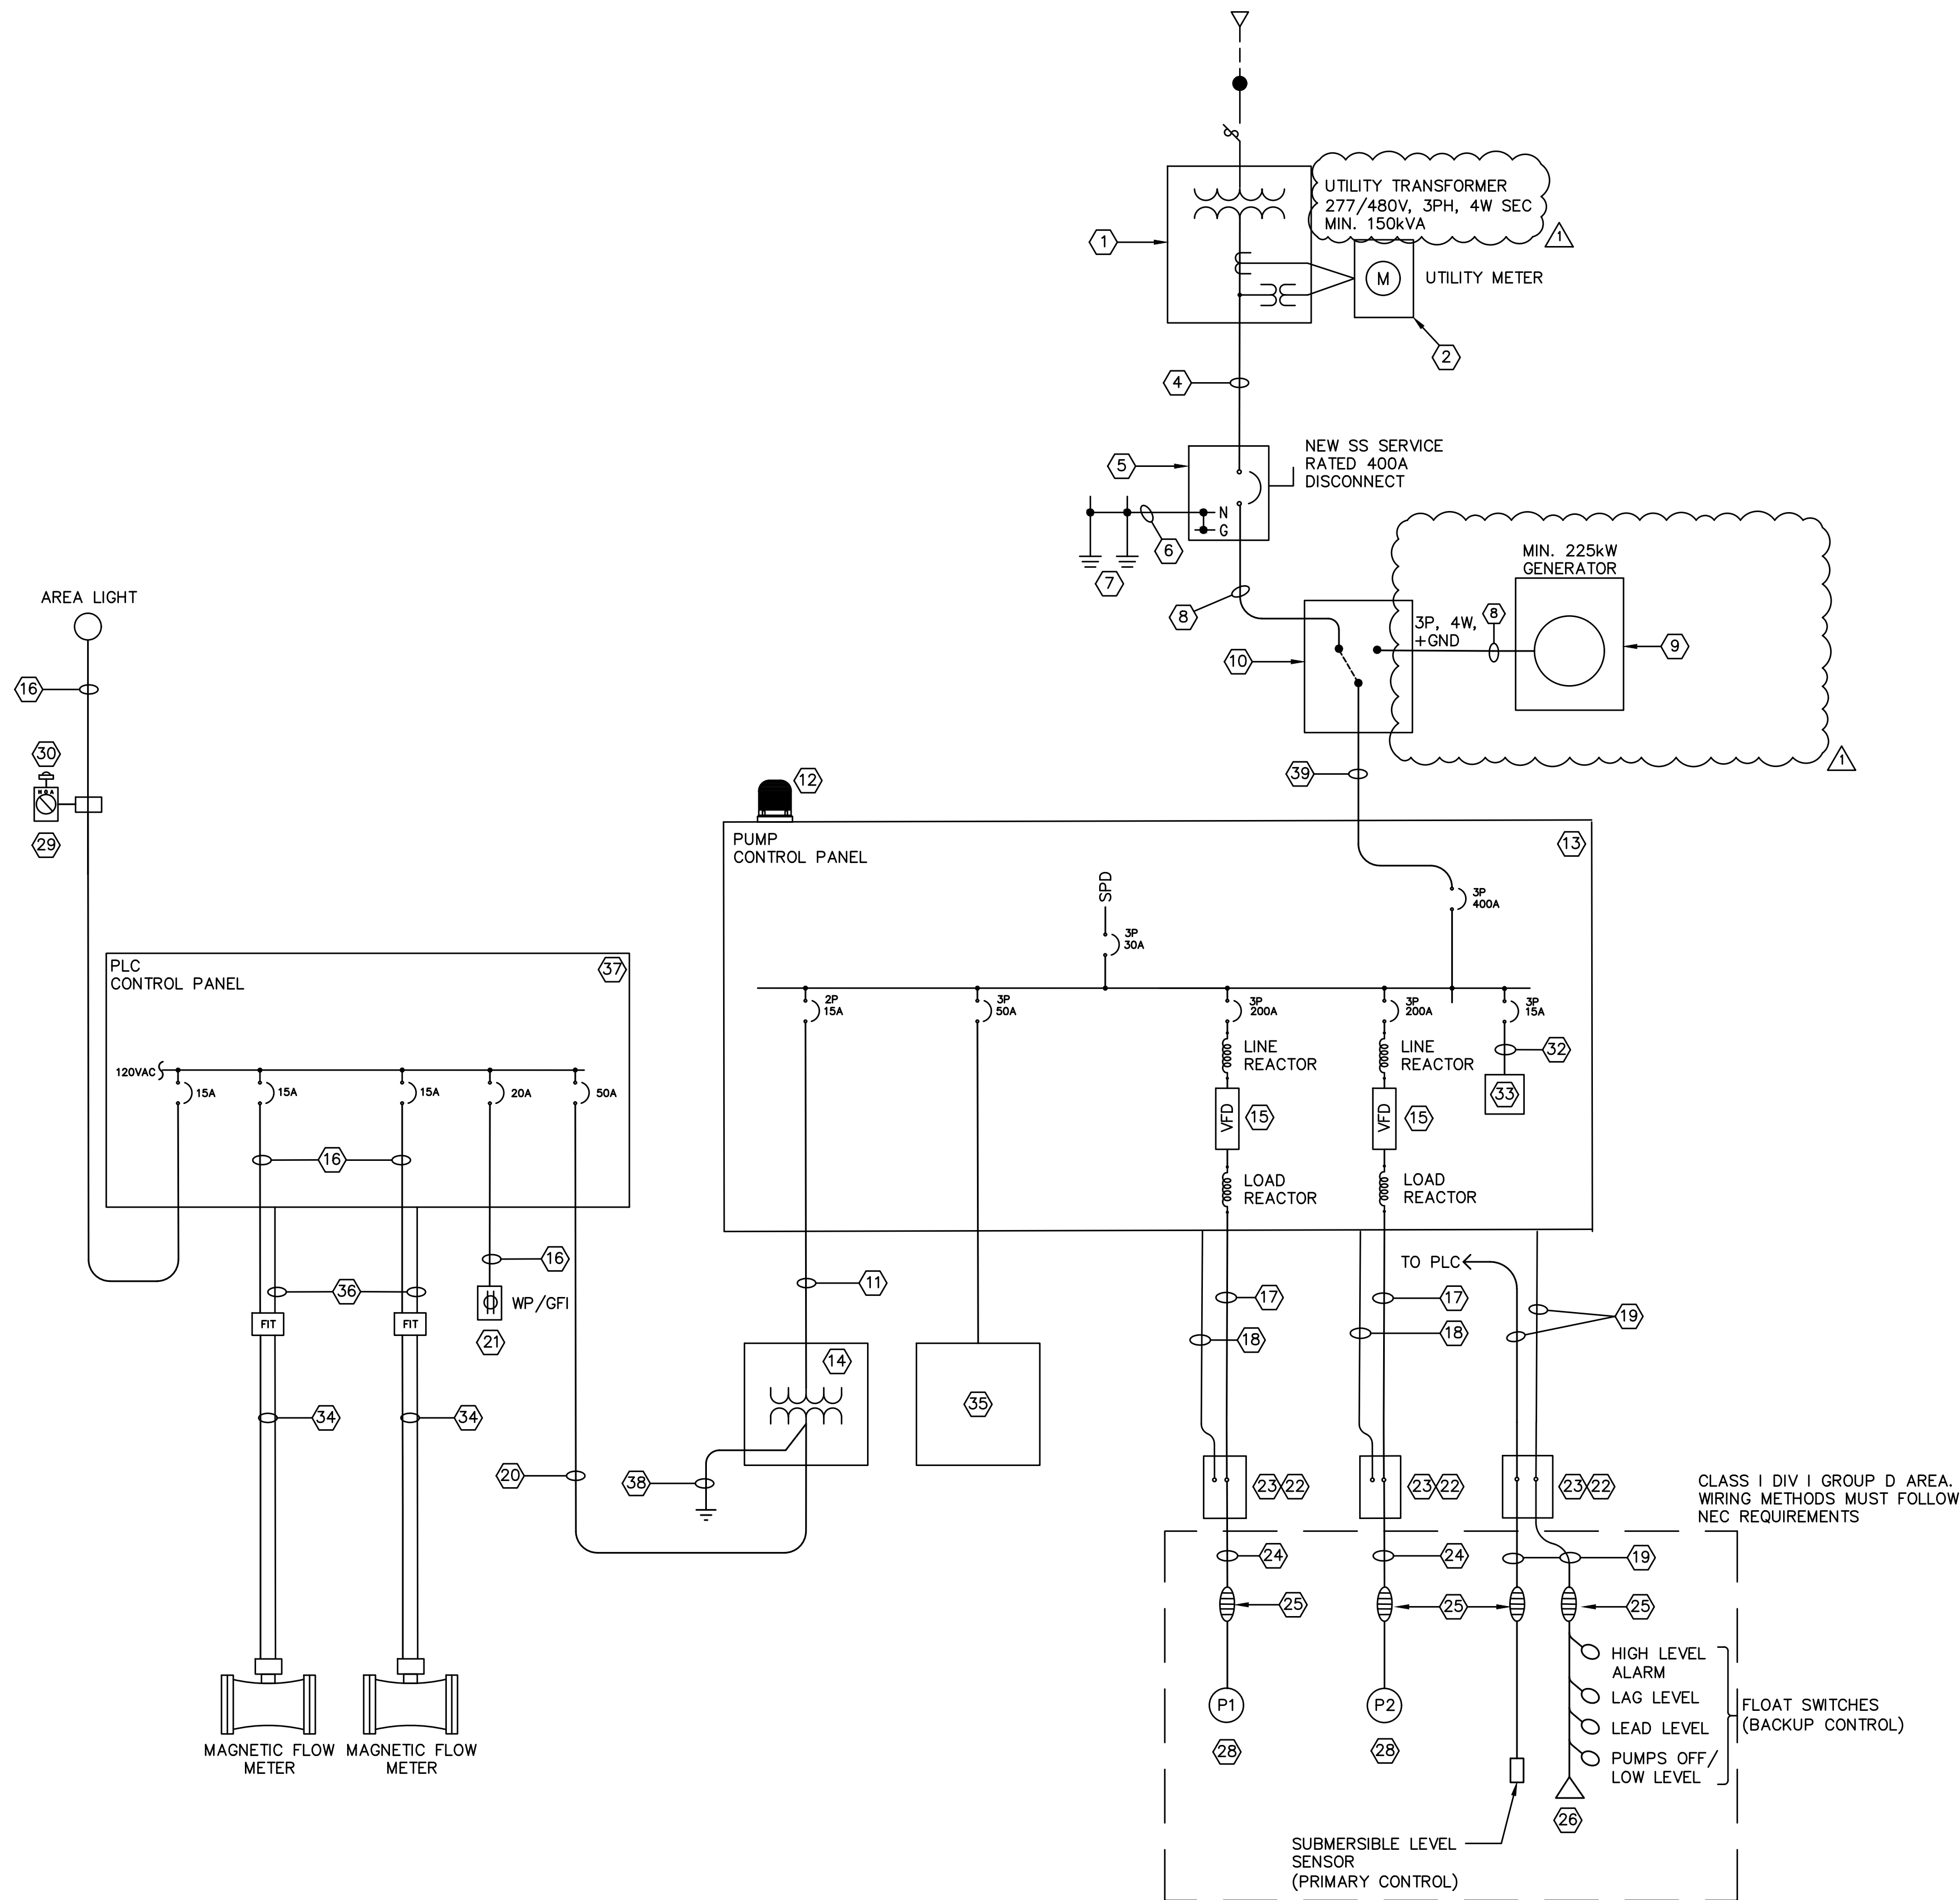 UTILITY TRANSFORMER
277/480V, 3PH, 4W SEC
MIN. 150kVA
1
1
M
UTILITY METER
2
4
NEW SS SERVICE
RATED 400A
DISCONNECT
5
N
G
6
7
8
MIN. 225kW
GENERATOR
3P, 4W,
+GND
8
9
10
1
39
AREA LIGHT
16
30
H O A
29
12
PUMP
CONTROL PANEL
13
SPD
3P
30A
3P
400A
2P
15A
3P
50A
3P
200A
3P
200A
3P
15A
LINE
REACTOR
LINE
REACTOR
32
33
VFD
15
VFD
15
LOAD
REACTOR
LOAD
REACTOR
PLC
CONTROL PANEL
37
120VAC
15A
15A
15A
20A
50A
16
16
36
FIT
FIT
WP/GFI
21
34
34
20
11
14
38
35
TO PLC
17
17
18
18
19
23
22
23
22
23
22
CLASS I DIV I GROUP D AREA.
WIRING METHODS MUST FOLLOW
NEC REQUIREMENTS
24
24
19
25
25
25
HIGH LEVEL
ALARM
LAG LEVEL
LEAD LEVEL
PUMPS OFF/
LOW LEVEL
FLOAT SWITCHES
(BACKUP CONTROL)
P1
P2
28
28
26
SUBMERSIBLE LEVEL
SENSOR
(PRIMARY CONTROL)
MAGNETIC FLOW
METER
MAGNETIC FLOW
METER